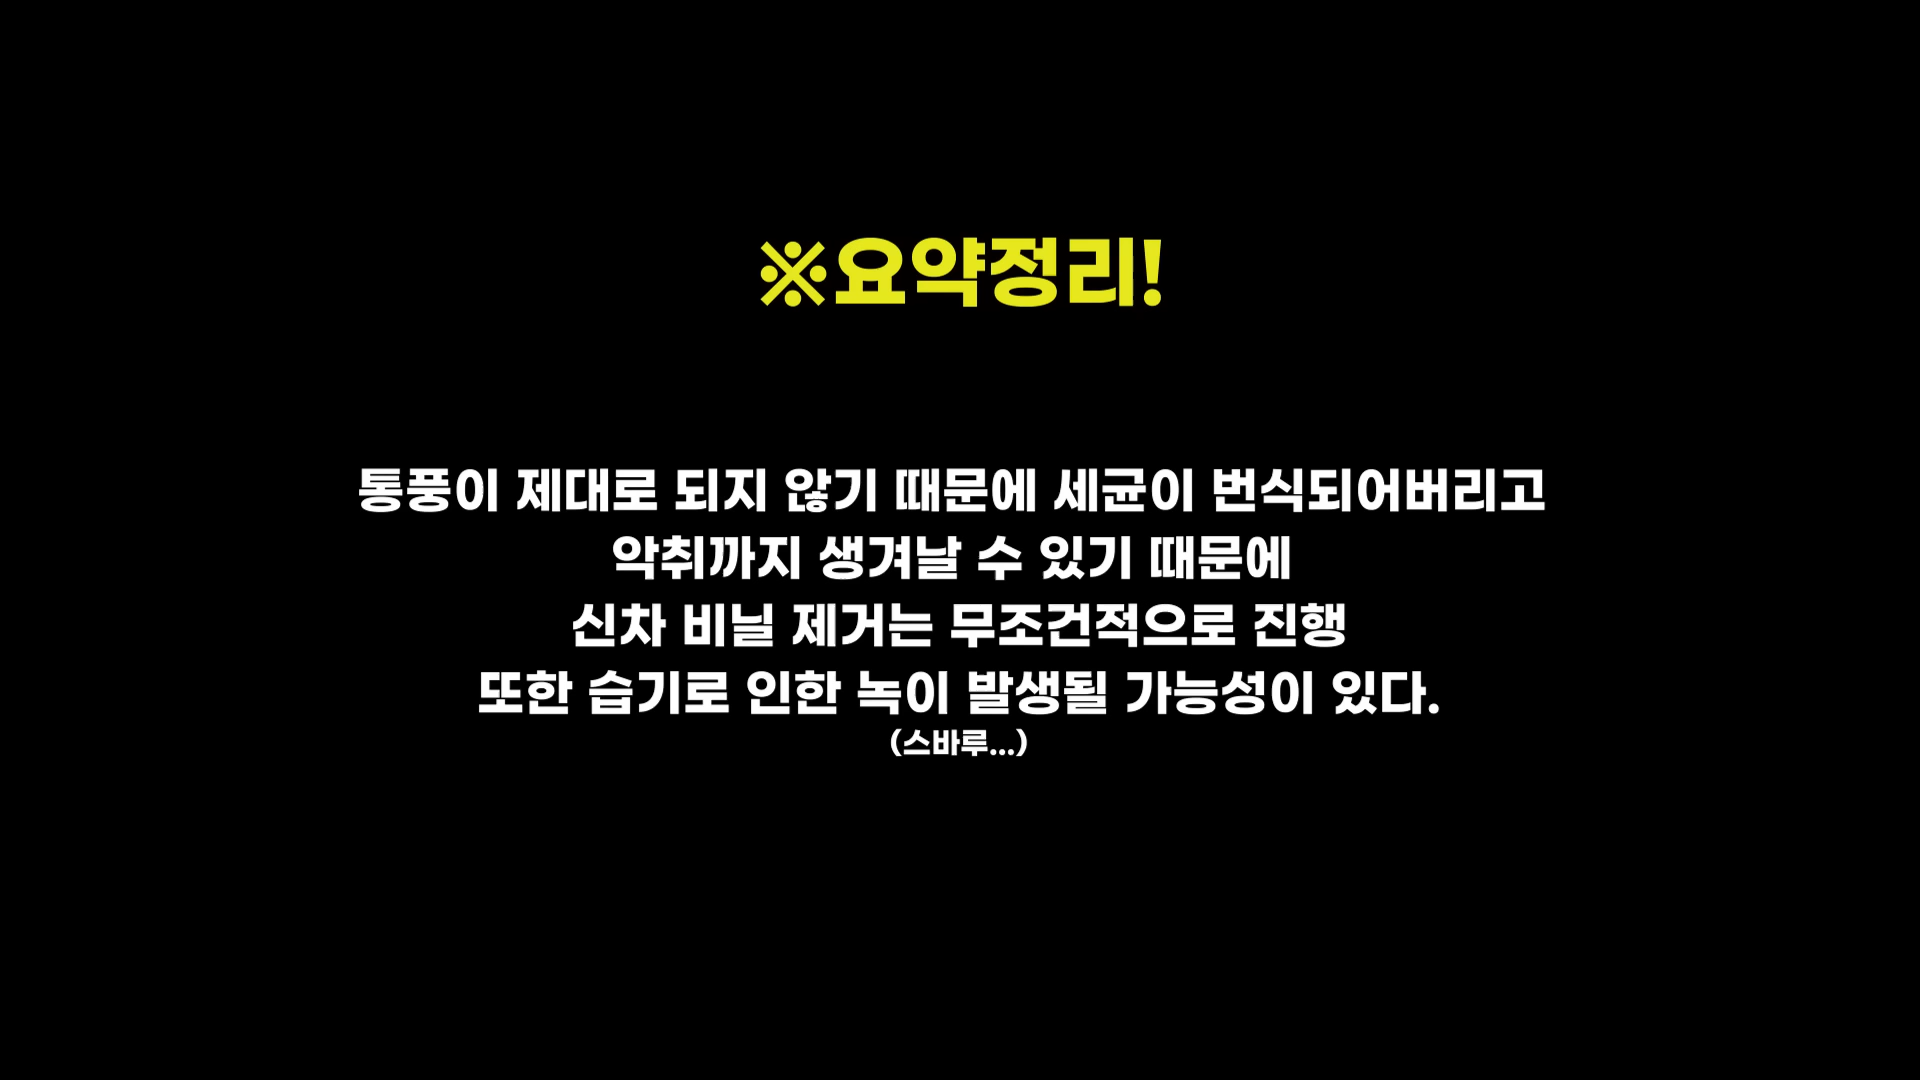 ※요약정리!
통풍이 제대로 되지 않기 때문에 세균이 번식되어버리고
악취까지 생겨날 수 있기 때문에
신차 비닐 제거는 무조건적으로 진행
또한 습기로 인한 녹이 발생될 가능성이 있다.
(스바루...)